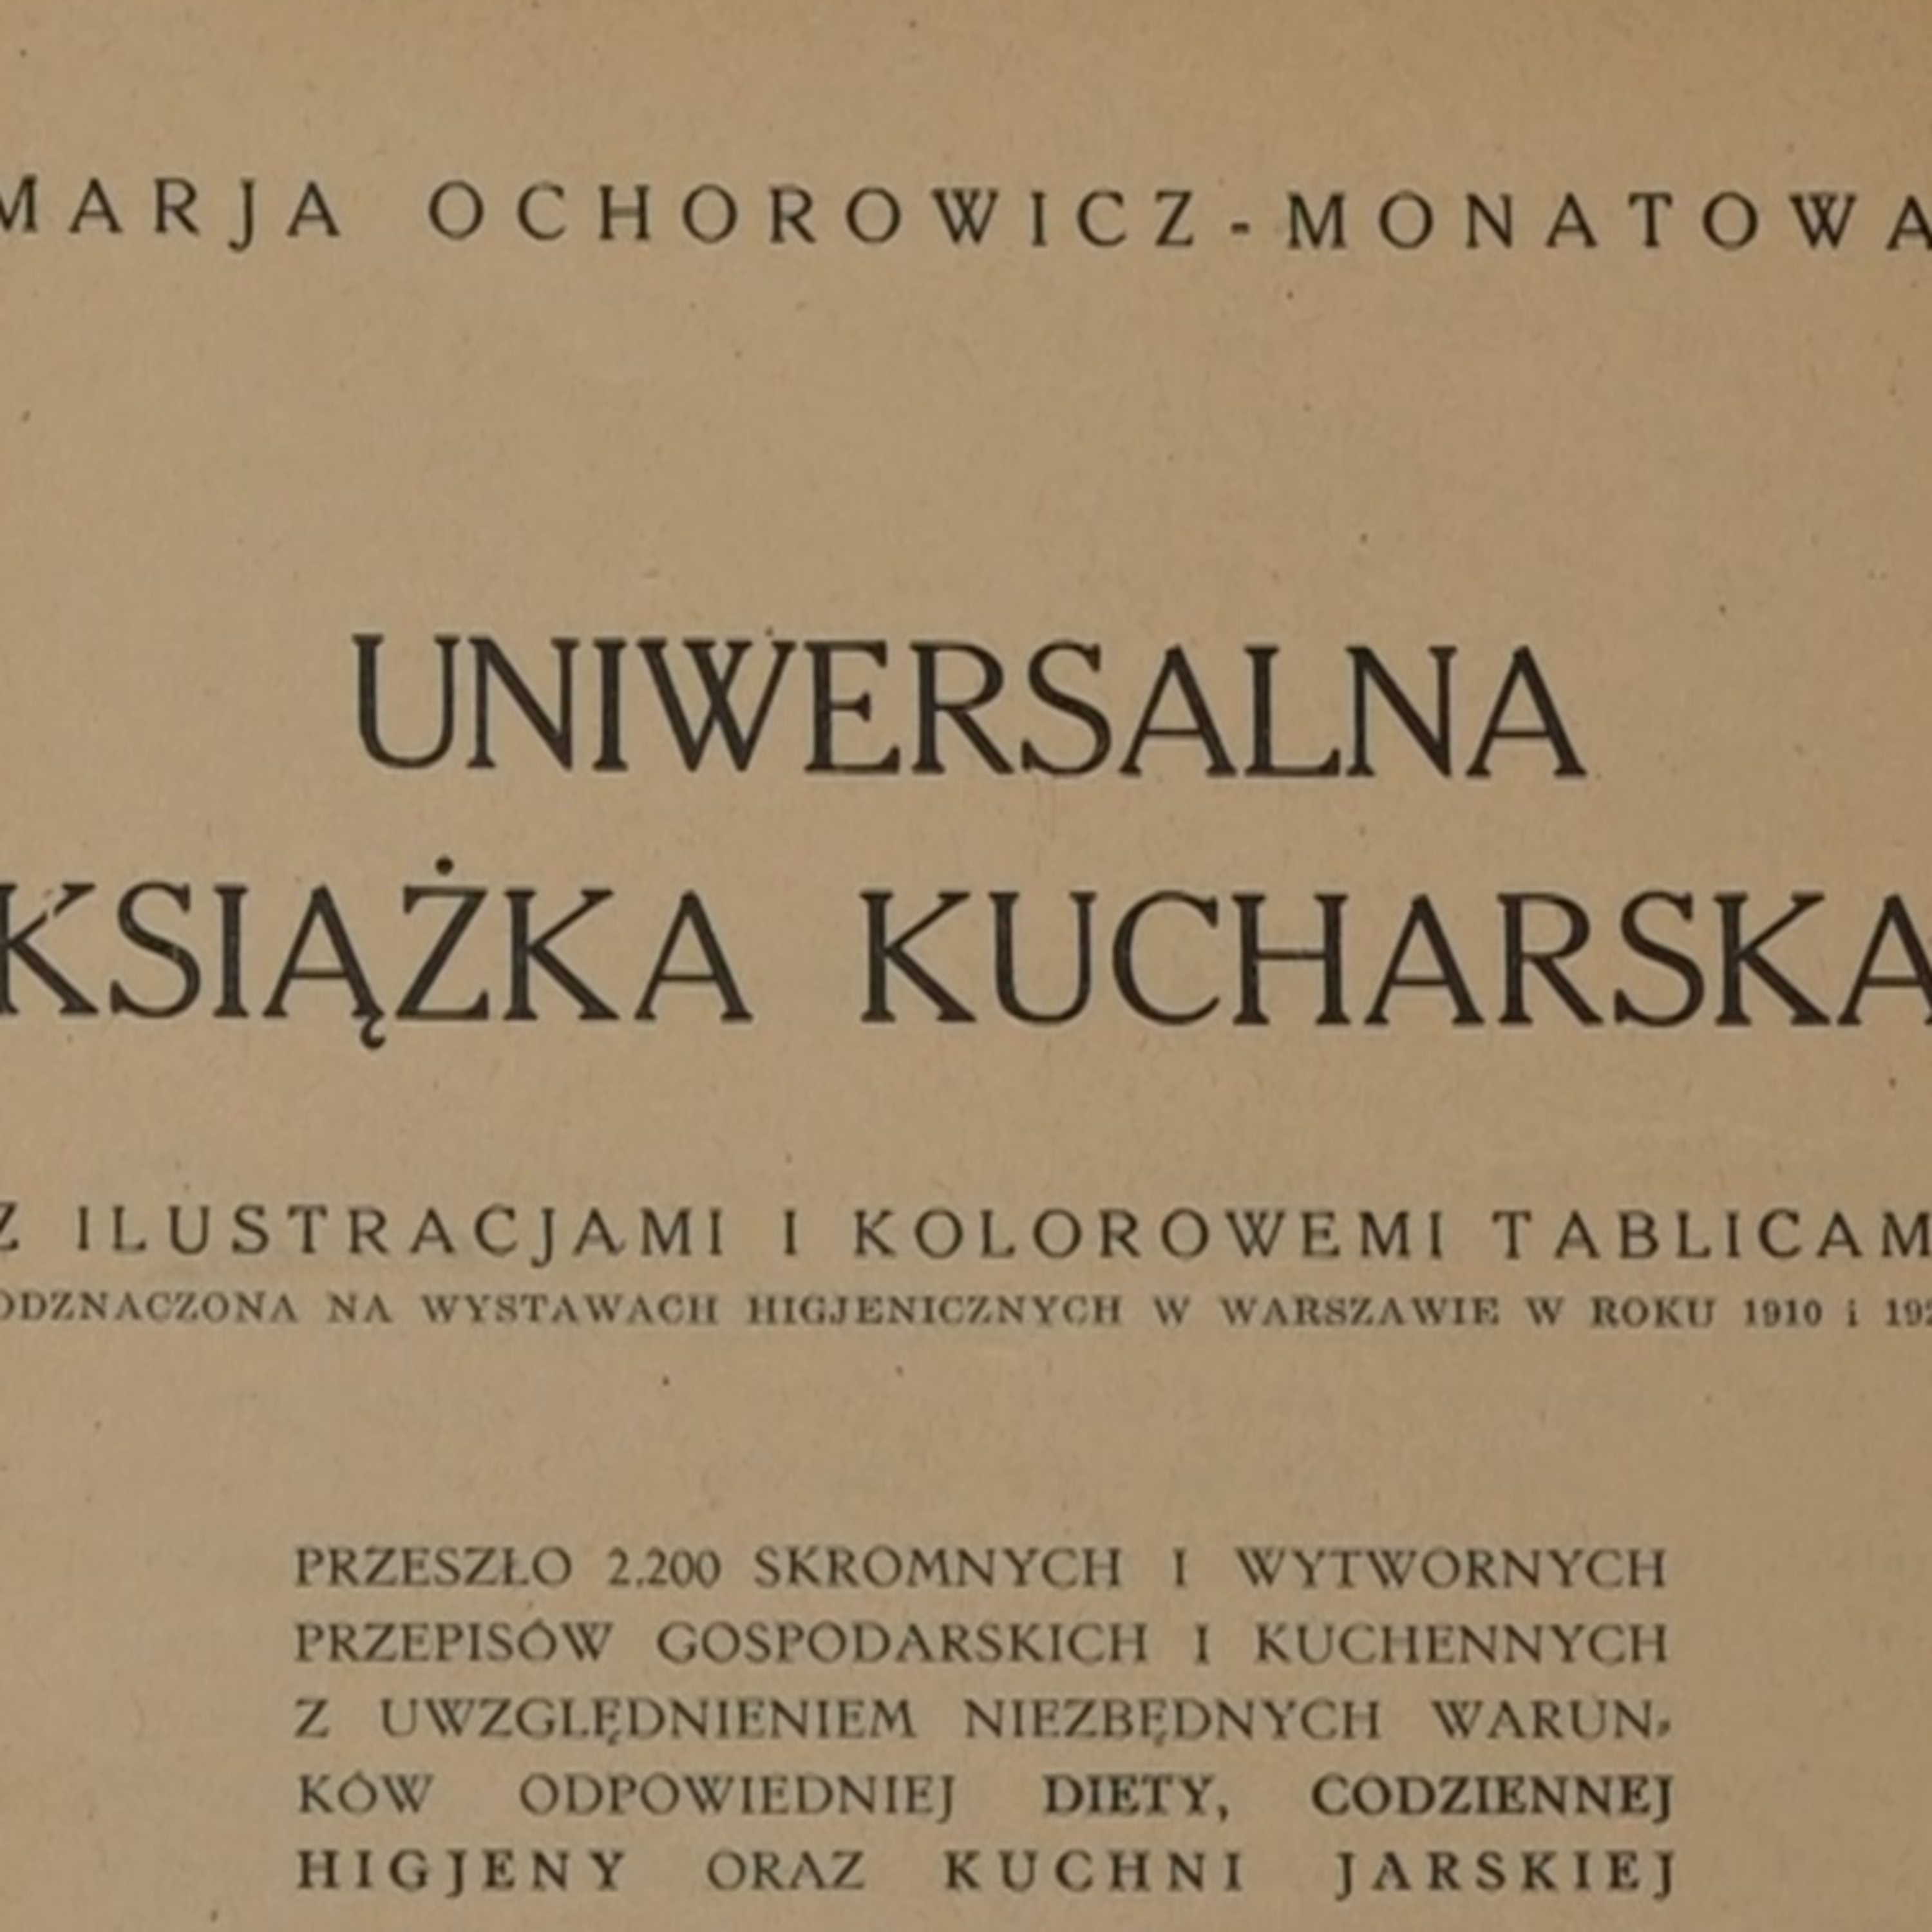 MARJA OCHOROWICZ-MONATOWA
UNIWERSALNA
KSIĄŻKA KUCHARSKA
Z ILUSTRACJAMI I KOLOROWEMI TABLICAM
ODZNACZONA NA WYSTAWACH HIGJENICZNYCH W WARSZAWIE W ROKU 1910 i
PRZESZŁO 2.200 SKROMNYCH I WYTWORNYCH
PRZEPISÓW GOSPODARSKICH I KUCHENNYCH
Z UWZGLĘDNIENIEM NIEZBĘDNYCH WARUN-
KÓW ODPOWIEDNIEJ DIETY, CODZIENNEJ
HIGJENY ORAZ KUCHNI JARSKIEJ